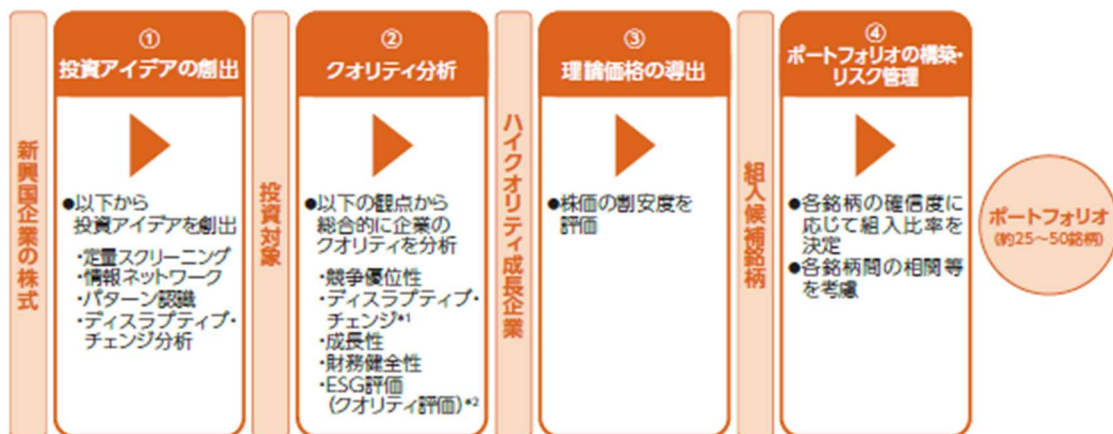 新興国企業の株式
①
投資アイデアの創出
●以下から
投資アイデアを創出
・定量スクリーニング
・情報ネットワーク
・パターン認識
・ディスラプティブ・
チェンジ分析
投資対象
②
クオリティ分析
●以下の観点から
総合的に企業の
クオリティを分析
・競争優位性
・ディスラプティブ・
チェンジ*1
・成長性
・財務健全性
・ESG評価
(クオリティ評価)*2
ハイクオリティ成長企業
③
理論価格の導出
●株価の割安度を
評価
組入候補銘柄
④
ポートフォリオの構築・
リスク管理
●各銘柄の確信度に
応じて組入比率を
決定
●各銘柄間の相関等
を考慮
ポートフォリオ
(約25~50銘柄)